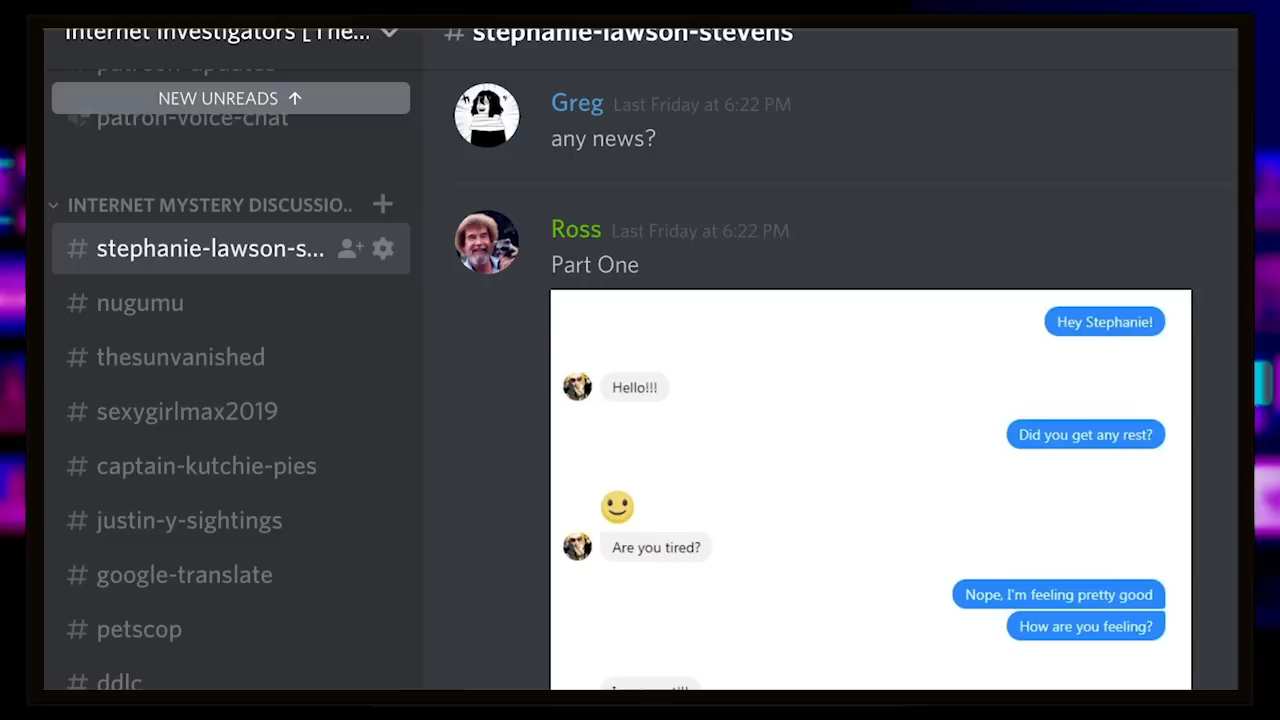 Internet Investigators [The...
# stephanie-lawson-stevens
patron-updates
NEW UNREADS ↑
patron-voice-chat
INTERNET MYSTERY DISCUSSIO.. +
# stephanie-lawson-s...
# nugumu
# thesunvanished
# sexygirlmax2019
# captain-kutchie-pies
# justin-y-sightings
# google-translate
# petscop
# ddlc
Greg Last Friday at 6:22 PM
any news?
Ross Last Friday at 6:22 PM
Part One
Hey Stephanie!
Hello!!!
Did you get any rest?
Are you tired?
Nope, I'm feeling pretty good
How are you feeling?